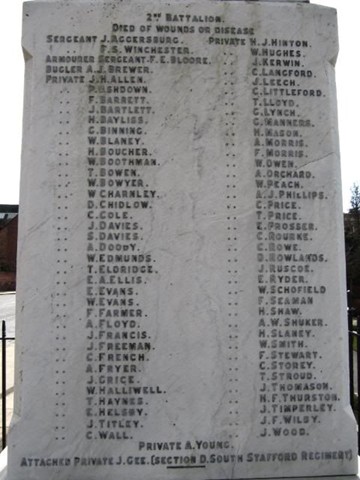 2ND BATTALION.
DIED OF WOUNDS OR DISEASE
SERGEANT J. AGGERSBURG.
" F. S. WINCHESTER.
ARMOURER SERGEANT. F. E. BLOORE.
BUGLER A. J. BREWER.
PRIVATE J. H. ALLEN.
" P. ASHDOWN.
" F. BARRETT.
" J. BARTLETT.
" H. BAYLISS.
" G. BINNING.
" W. BLANEY.
" H. BOUCHER.
" W. BOOTHMAN.
" T. BOWEN.
" W. BOWYER.
" W. CHARNLEY.
" D. CHIDLOW.
" C. COLE.
" J. DAVIES.
" S. DAVIES.
" A. DOODY.
" W. EDMUNDS.
" T. ELDRIDGE.
" E. A. ELLIS.
" E. EVANS.
" W. EVANS.
" F. FARMER.
" A. FLOYD.
" J. FRANCIS.
" J. FREEMAN.
" C. FRENCH.
" A. FRYER.
" J. GRICE.
" W. HALLIWELL.
" T. HAYNES.
" E. HELSBY.
" J. TITLEY.
" C. WALL.
PRIVATE H. J. HINTON.
" W. HUGHES.
" J. KERWIN.
" E. LANGFORD.
" J. LEECH.
" C. LITTLEFORD.
" T. LLOYD.
" G. LYNCH.
" G. MANNERS.
" H. MASON.
" A. MORRIS.
" F. MORRIS.
" W. OWEN.
" A. ORCHARD.
" W. PEACH.
" A. J. PHILLIPS.
" C. PRICE.
" T. PRICE.
" E. PROSSER.
" C. ROURNE.
" C. ROWE.
" D. ROWLANDS.
" J. RUSCOE.
" E. RYDER.
" W. SCHOFIELD
" F. SEAMAN
" H. SHAW.
" A. W. SHUKER.
" H. SLANEY.
" W. SMITH.
" F. STEWART.
" C. STOREY.
" T. STROUD.
" J. THOMASON.
" H. F. THURSTON.
" J. TIMPERLEY.
" J. F. WILBY.
" J. WOOD.
PRIVATE A. YOUNG.
ATTACHED PRIVATE J. GEE. (SECTION D. SOUTH STAFFORD REGIMENT)